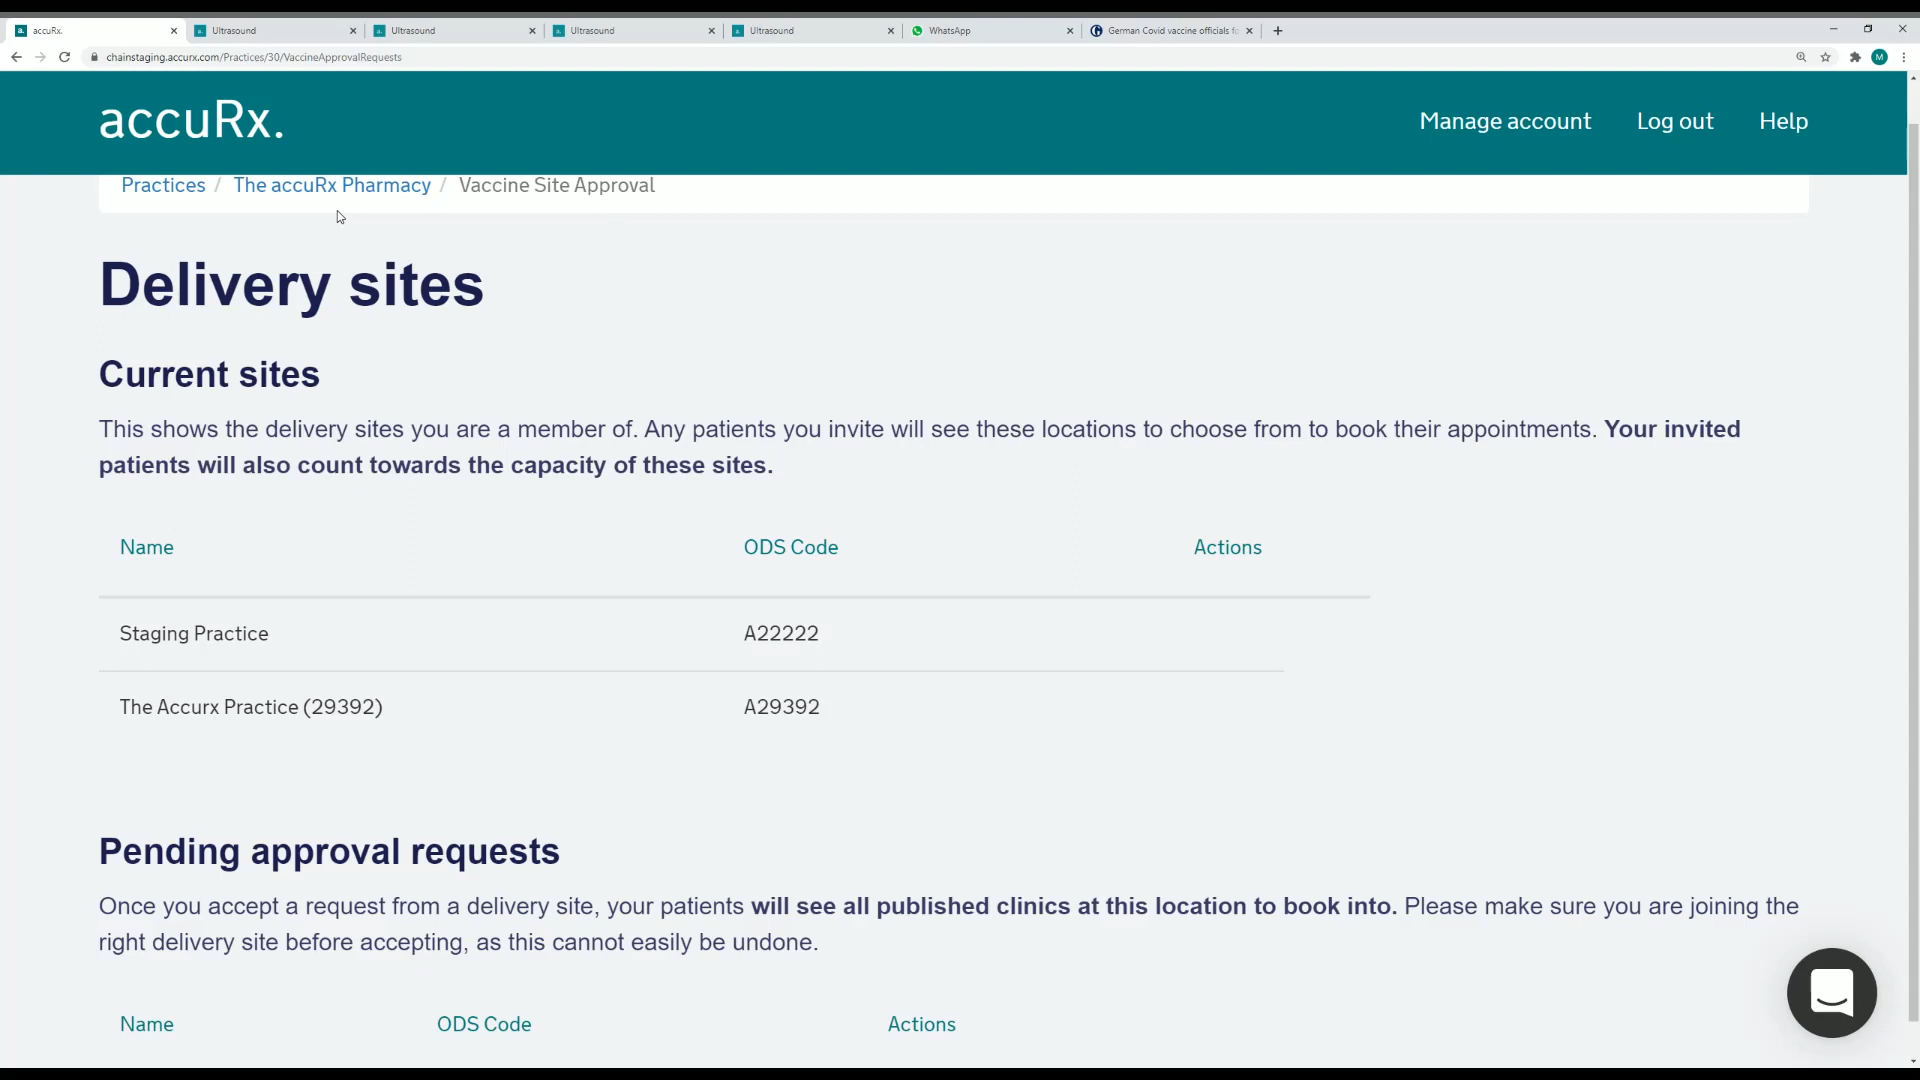 accuRx.
Ultrasound
Ultrasound
Ultrasound
Ultrasound
WhatsApp
German Covid vaccine officials fo
chainstaging.accurx.com/Practices/30/VaccineApprovalRequests
M
accuRx.
Manage account
Log out
Help
Practices / The accuRx Pharmacy / Vaccine Site Approval
Delivery sites
Current sites
This shows the delivery sites you are a member of. Any patients you invite will see these locations to choose from to book their appointments. Your invited
patients will also count towards the capacity of these sites.
Name ODS Code Actions
Staging Practice A22222
The Accurx Practice (29392) A29392
Pending approval requests
Once you accept a request from a delivery site, your patients will see all published clinics at this location to book into. Please make sure you are joining the
right delivery site before accepting, as this cannot easily be undone.
Name ODS Code Actions